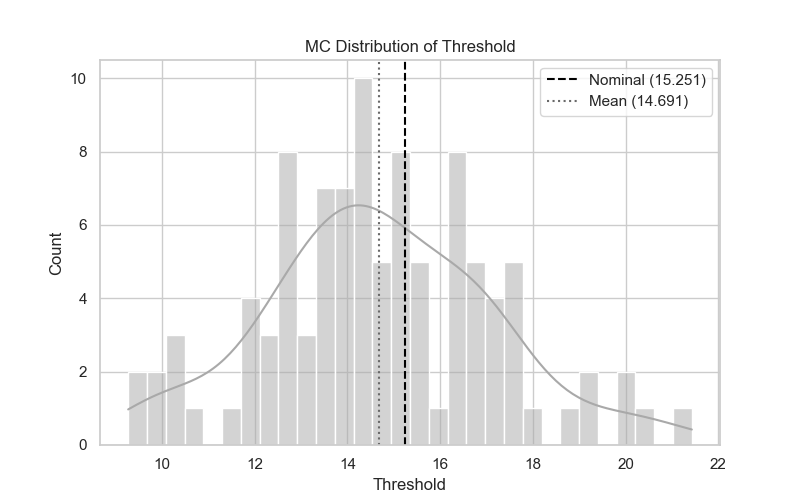 MC Distribution of Threshold
Nominal (15.251)
Mean (14.691)
Count
10
8
6
4
2
0
10 12 14 16 18 20 22
Threshold